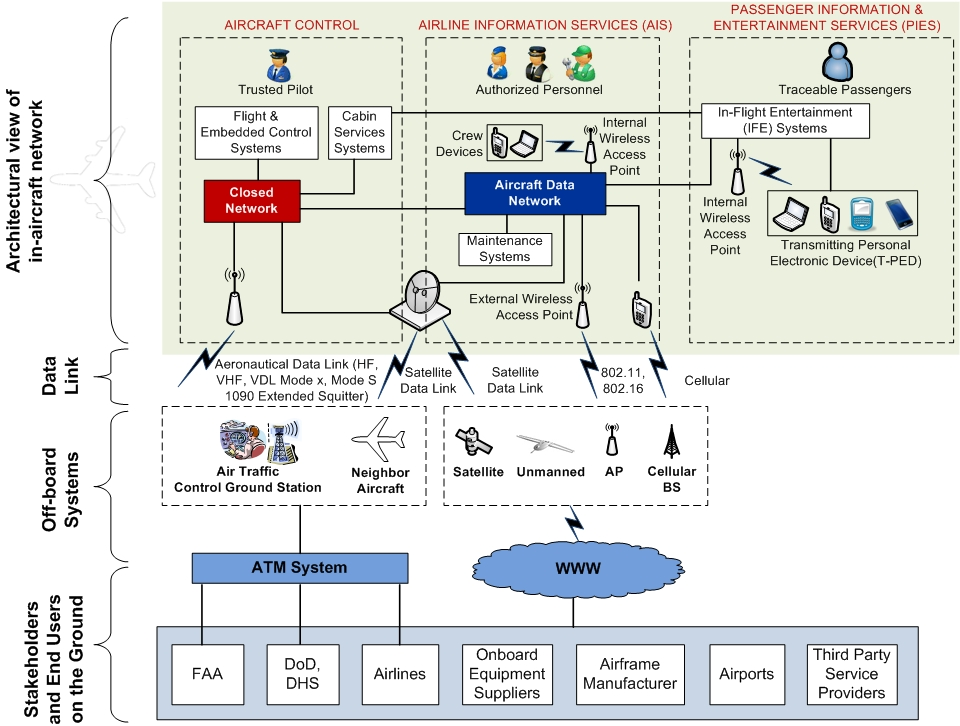 AIRCRAFT CONTROL
AIRLINE INFORMATION SERVICES (AIS)
PASSENGER INFORMATION &
ENTERTAINMENT SERVICES (PIES)
Architectural view of
in-aircraft network
Trusted Pilot
Authorized Personnel
Traceable Passengers
Flight &
Embedded Control
Systems
Cabin
Services
Systems
Crew
Devices
Internal
Wireless
Access
Point
In-Flight Entertainment
(IFE) Systems
Closed
Network
Aircraft Data
Network
Maintenance
Systems
Internal
Wireless
Access
Point
Transmitting Personal
Electronic Device(T-PED)
External Wireless
Access Point
Data
Link
Aeronautical Data Link (HF,
VHF, VDL Mode x, Mode S
1090 Extended Squitter)
Satellite
Data Link
Satellite
Data Link
802.11,
802.16
Cellular
Off-board
Systems
Air Traffic
Control Ground Station
Neighbor
Aircraft
Satellite
Unmanned
AP
Cellular
BS
ATM System
WWW
Stakeholders
and End Users
on the Ground
FAA
DoD,
DHS
Airlines
Onboard
Equipment
Suppliers
Airframe
Manufacturer
Airports
Third Party
Service
Providers